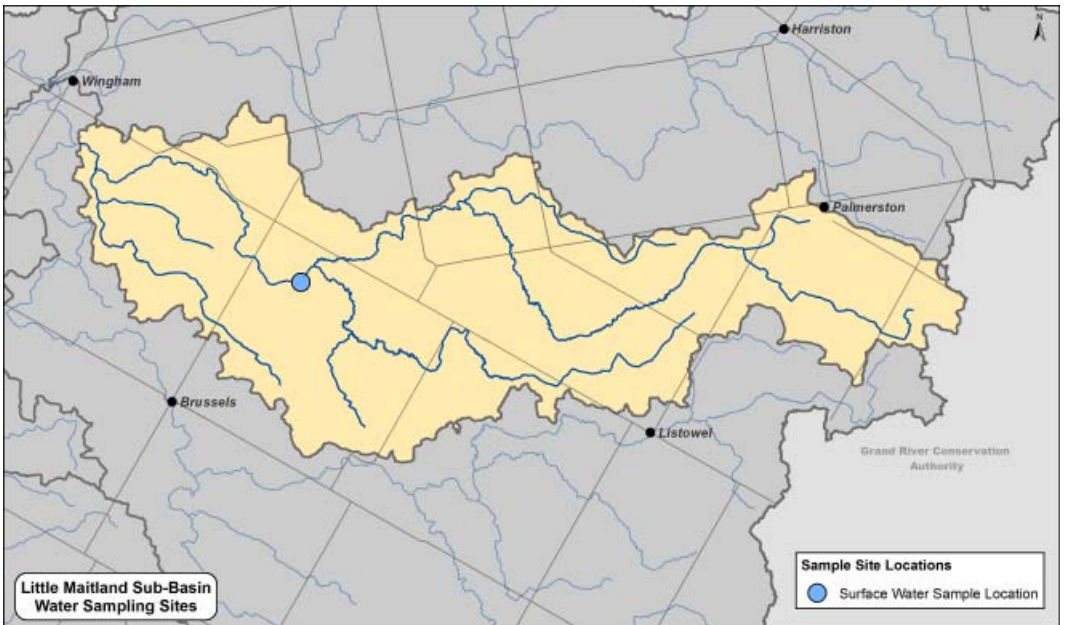 N
Harriston
Wingham
Palmerston
Brussels
Listowel
Grand River Conservation
Authority
Little Maitland Sub-Basin
Water Sampling Sites
Sample Site Locations
Surface Water Sample Location